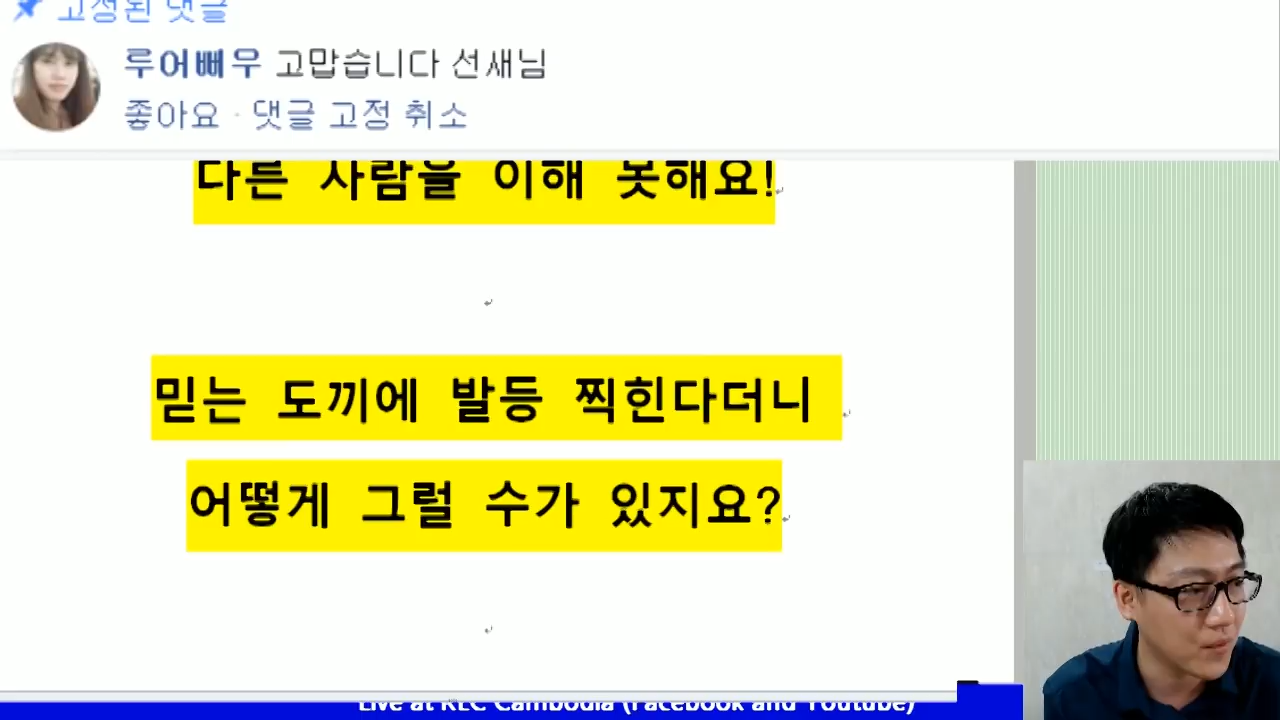 고정된 댓글
루어뻐우 고맙습니다 선새님
좋아요 · 댓글 고정 취소
다른 사람을 이해 못해요!
믿는 도끼에 발등 찍힌다더니
어떻게 그럴 수가 있지요?
Live at KLC Cambodia (Facebook and Youtube)